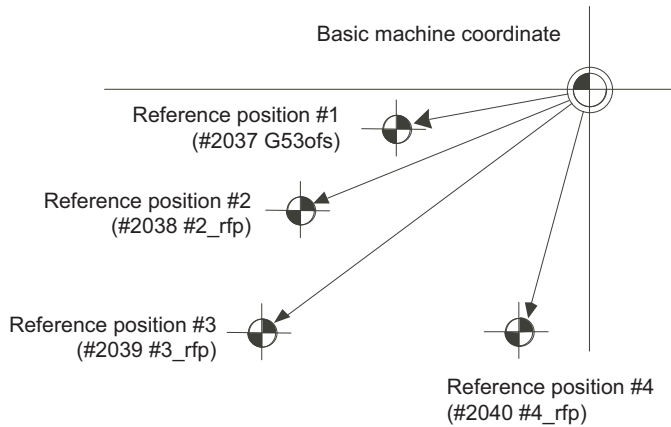 Basic machine coordinate
Reference position #1
(#2037 G53ofs)
Reference position #2
(#2038 #2_rfp)
Reference position #3
(#2039 #3_rfp)
Reference position #4
(#2040 #4_rfp)